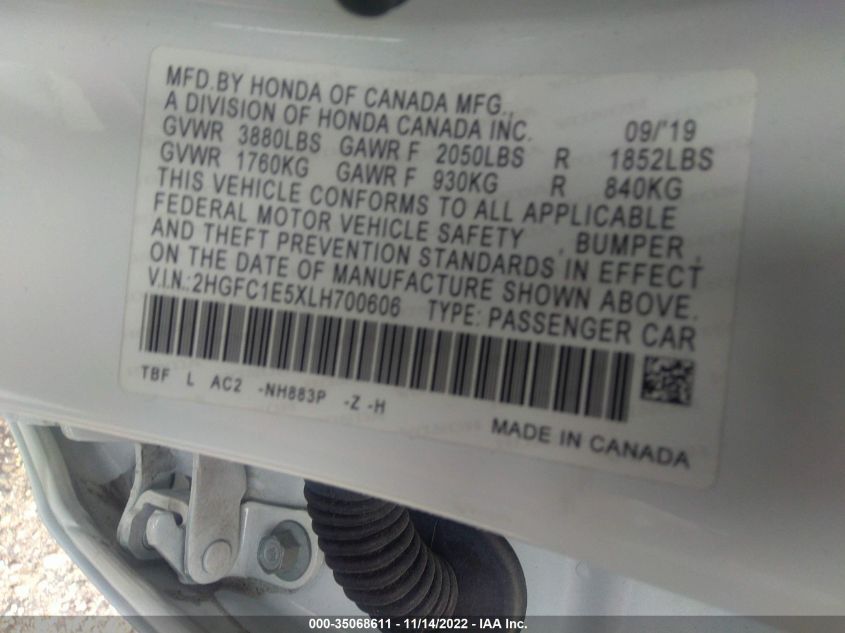 MFD.BY HONDA OF CANADA MFG.,
A DIVISION OF HONDA CANADA INC. 09/'19
GVWR 3880LBS GAWR F 2050LBS R 1852LBS
GVWR 1760KG GAWR F 930KG R 840KG
THIS VEHICLE CONFORMS TO ALL APPLICABLE
FEDERAL MOTOR VEHICLE SAFETY , BUMPER ,
AND THEFT PREVENTION STANDARDS IN EFFECT
ON THE DATE OF MANUFACTURE SHOWN ABOVE.
V.I.N.:2HGFC1E5XLH700606 TYPE: PASSENGER CAR
TBF L AC2 -NH883P -Z -H
MADE IN CANADA
000-35068611 - 11/14/2022 - IAA Inc.